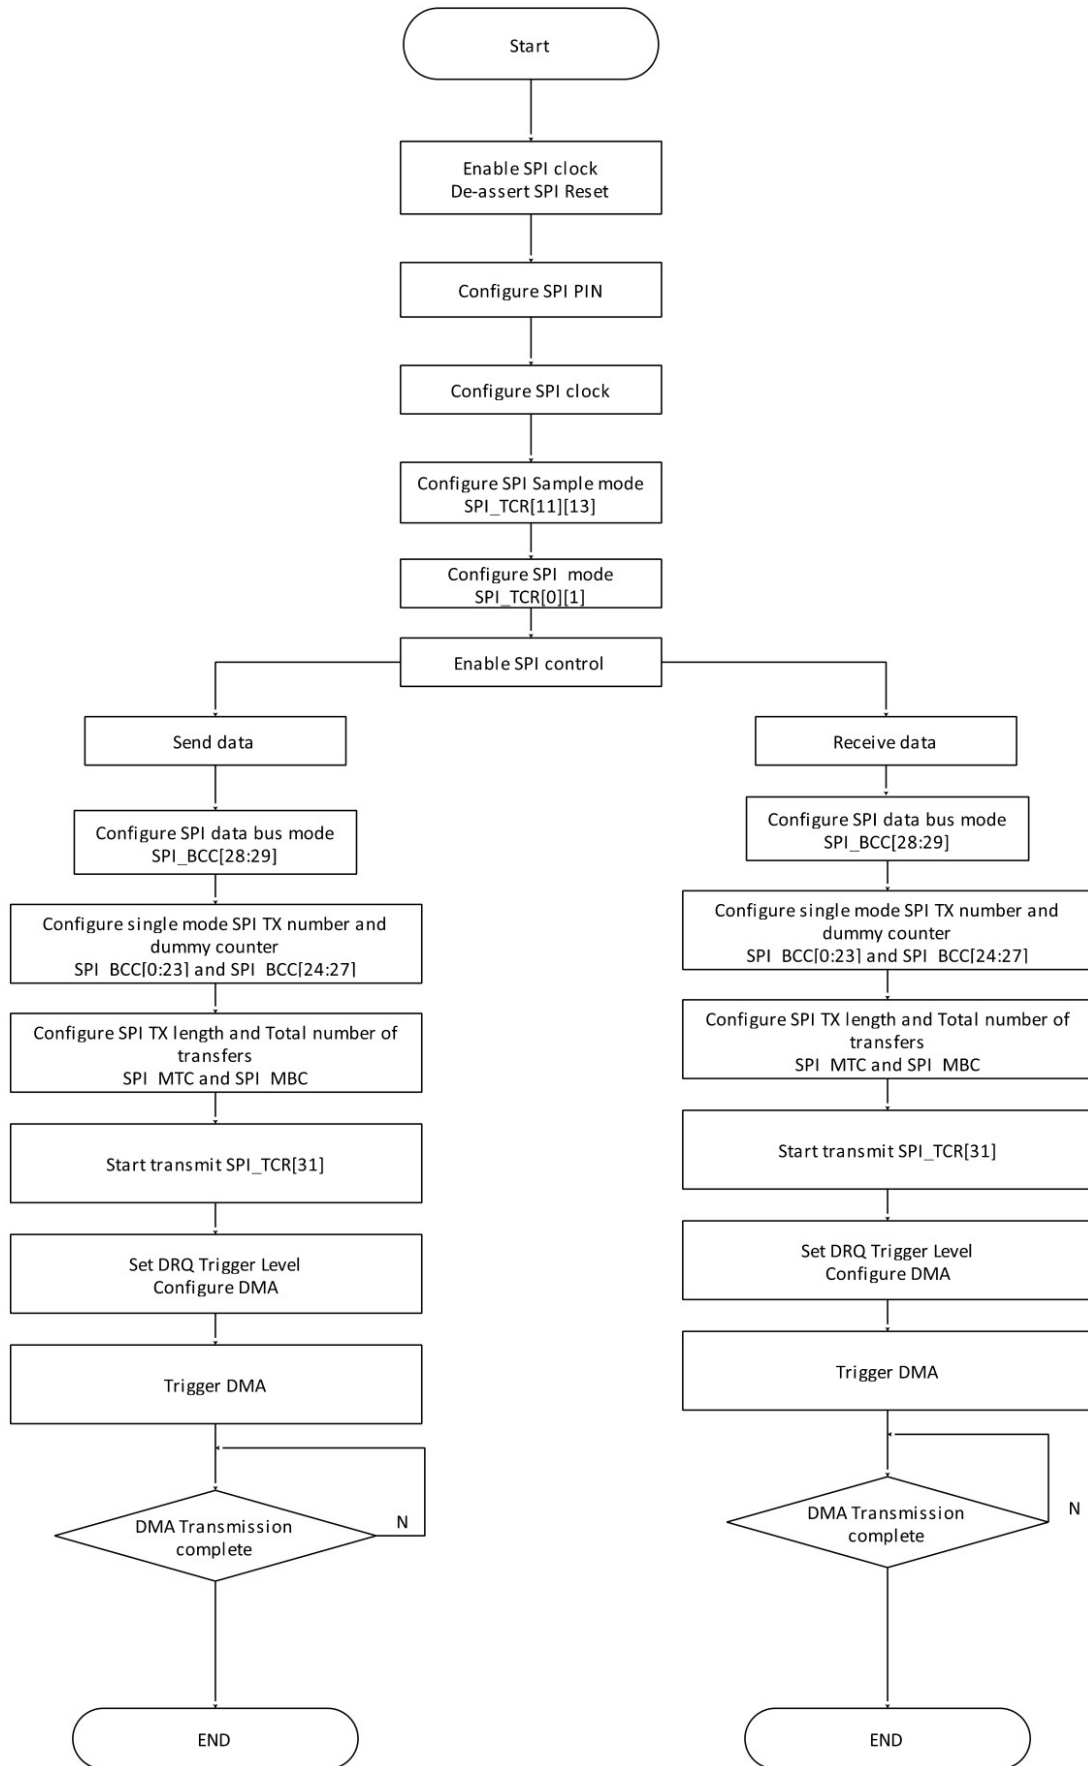 Start
Enable SPI clock
De-assert SPI Reset
Configure SPI PIN
Configure SPI clock
Configure SPI Sample mode
SPI_TCR[11][13]
Configure SPI mode
SPI_TCR[0][1]
Enable SPI control
Send data
Configure SPI data bus mode
SPI_BCC[28:29]
Configure single mode SPI TX number and
dummy counter
SPI_BCC[0:23] and SPI_BCC[24:27]
Configure SPI TX length and Total number of
transfers
SPI_MTC and SPI_MBC
Start transmit SPI_TCR[31]
Set DRQ Trigger Level
Configure DMA
Trigger DMA
DMA Transmission
complete
N
END
Receive data
Configure SPI data bus mode
SPI_BCC[28:29]
Configure single mode SPI TX number and
dummy counter
SPI_BCC[0:23] and SPI_BCC[24:27]
Configure SPI TX length and Total number of
transfers
SPI_MTC and SPI_MBC
Start transmit SPI_TCR[31]
Set DRQ Trigger Level
Configure DMA
Trigger DMA
DMA Transmission
complete
N
END